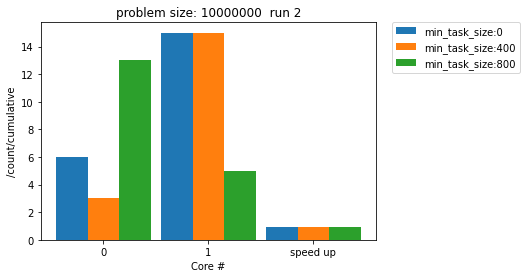 problem size: 10000000  run 2
min_task_size:0
min_task_size:400
min_task_size:800
/count/cumulative
14
12
10
8
6
4
2
0
0 1 speed up
Core #